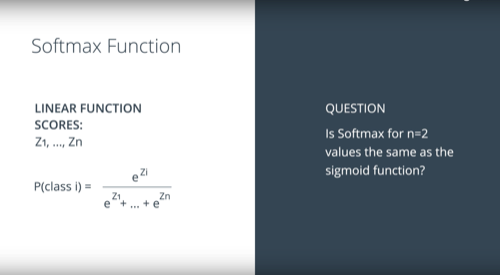 Softmax Function
LINEAR FUNCTION
SCORES:
Z1, ..., Zn
P(class i) = e^Zi / e^Z1 + ... + e^Zn
QUESTION
Is Softmax for n=2
values the same as the
sigmoid function?